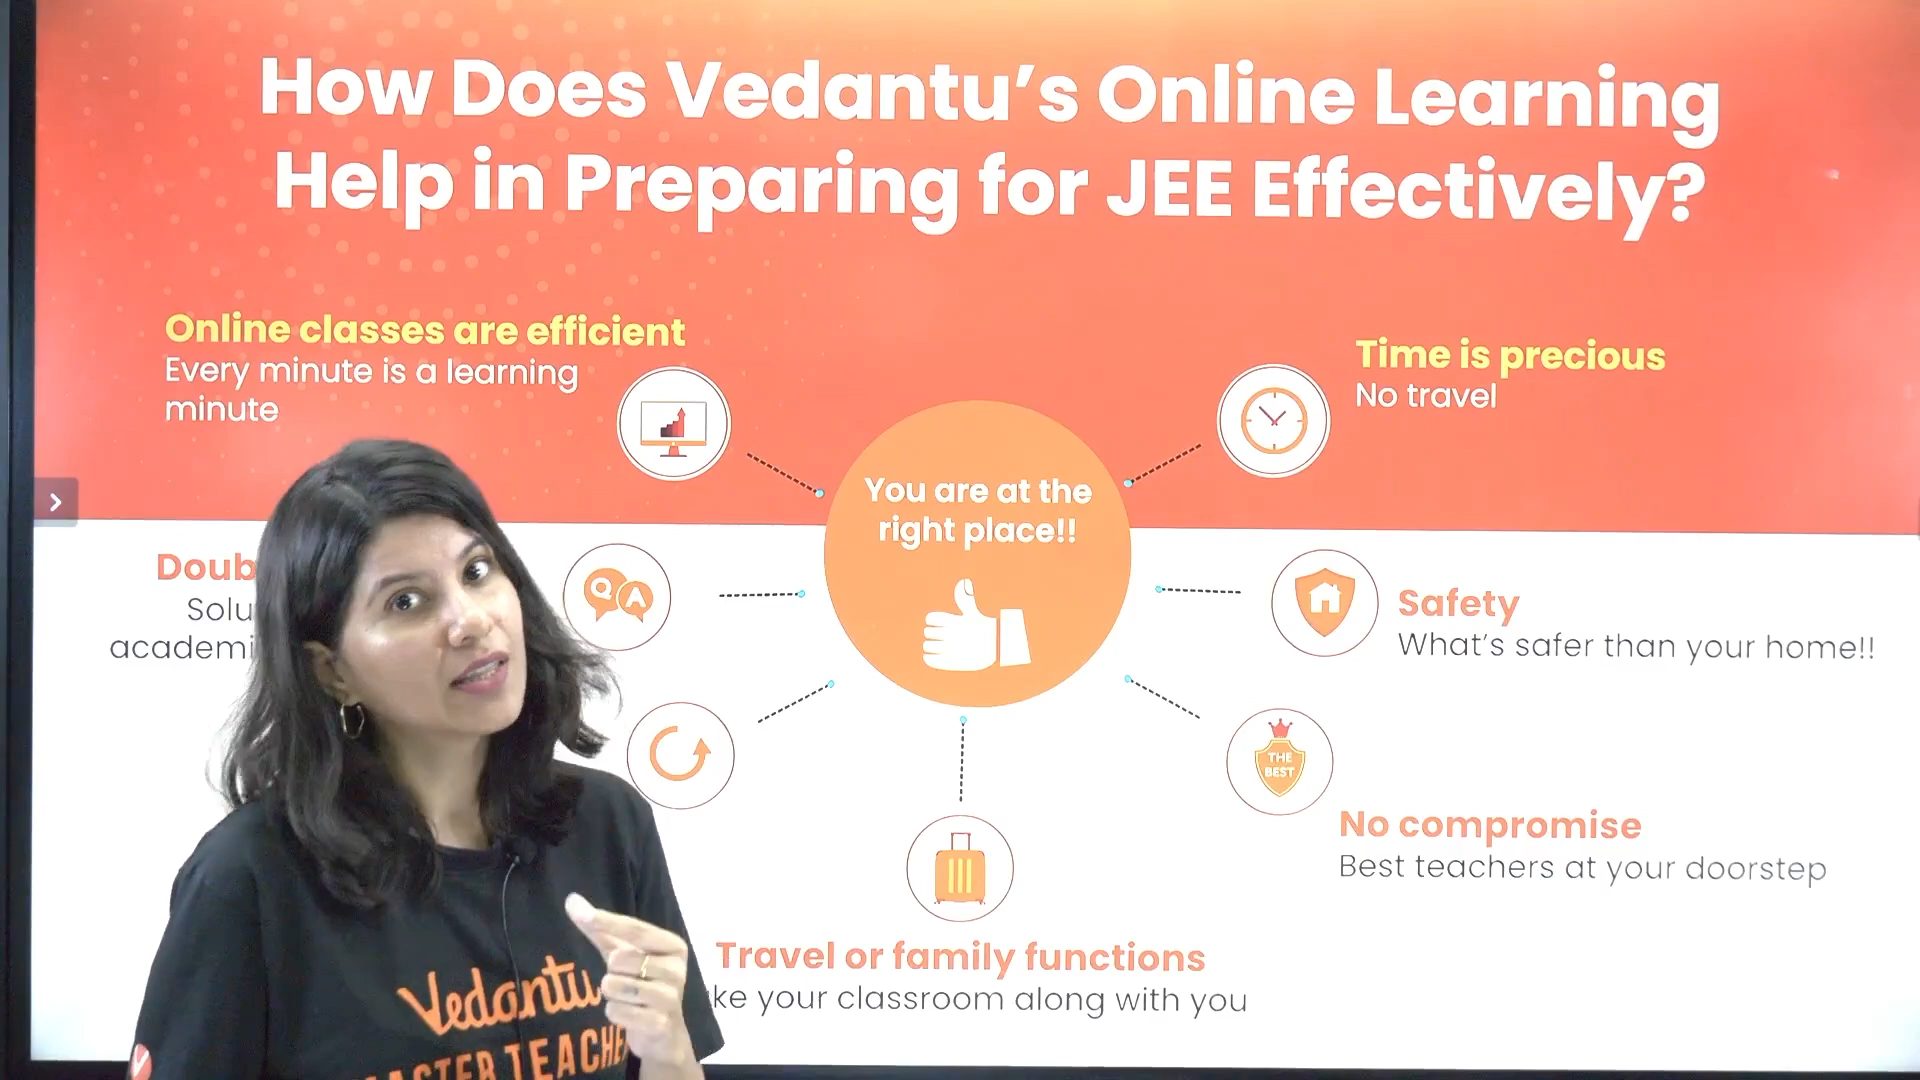 How Does Vedantu's Online Learning
Help in Preparing for JEE Effectively?
Online classes are efficient
Every minute is a learning
minute
Time is precious
No travel
You are at the
right place!!
Q
A
Safety
What's safer than your home!!
THE
BEST
No compromise
Best teachers at your doorstep
Travel or family functions
your classroom along with you
Vedantu